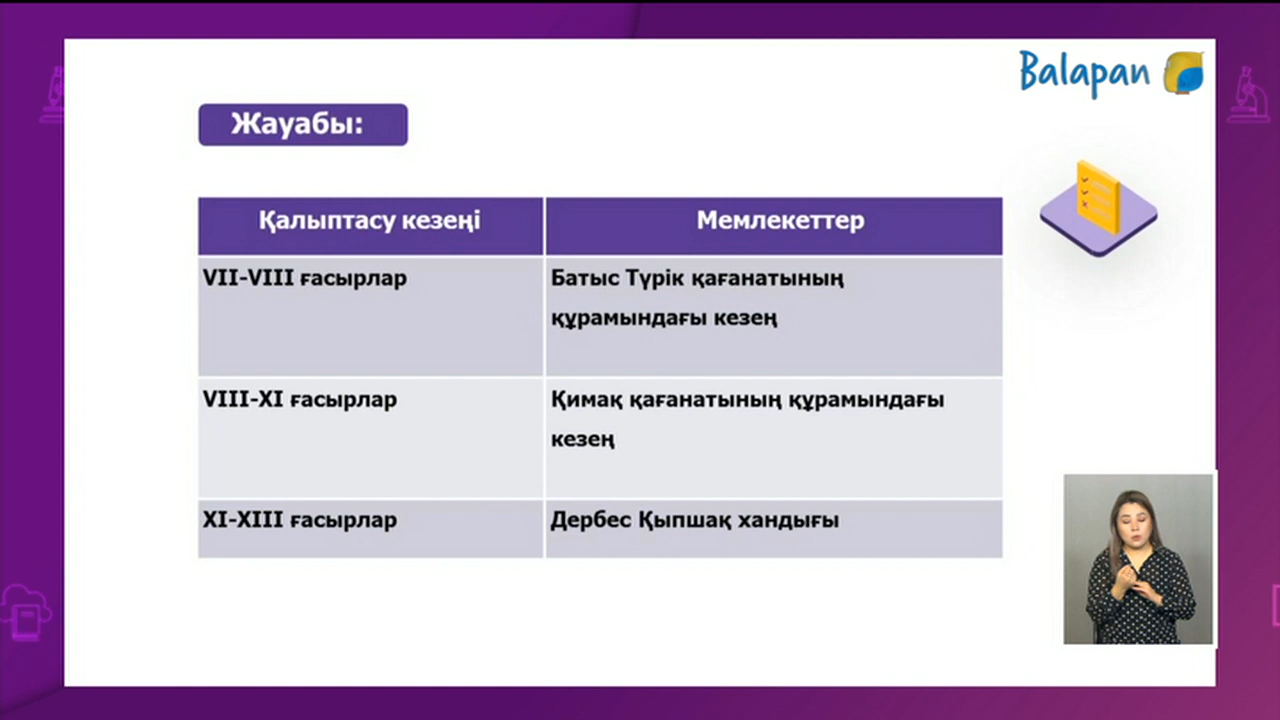 Balapan
Жауабы:
Қалыптасу кезеңі
Мемлекеттер
VII-VIII ғасырлар
Батыс Түрік қағанатының
құрамындағы кезең
VIII-XI ғасырлар
Қимақ қағанатының құрамындағы
кезең
XI-XIII ғасырлар
Дербес Қыпшақ хандығы